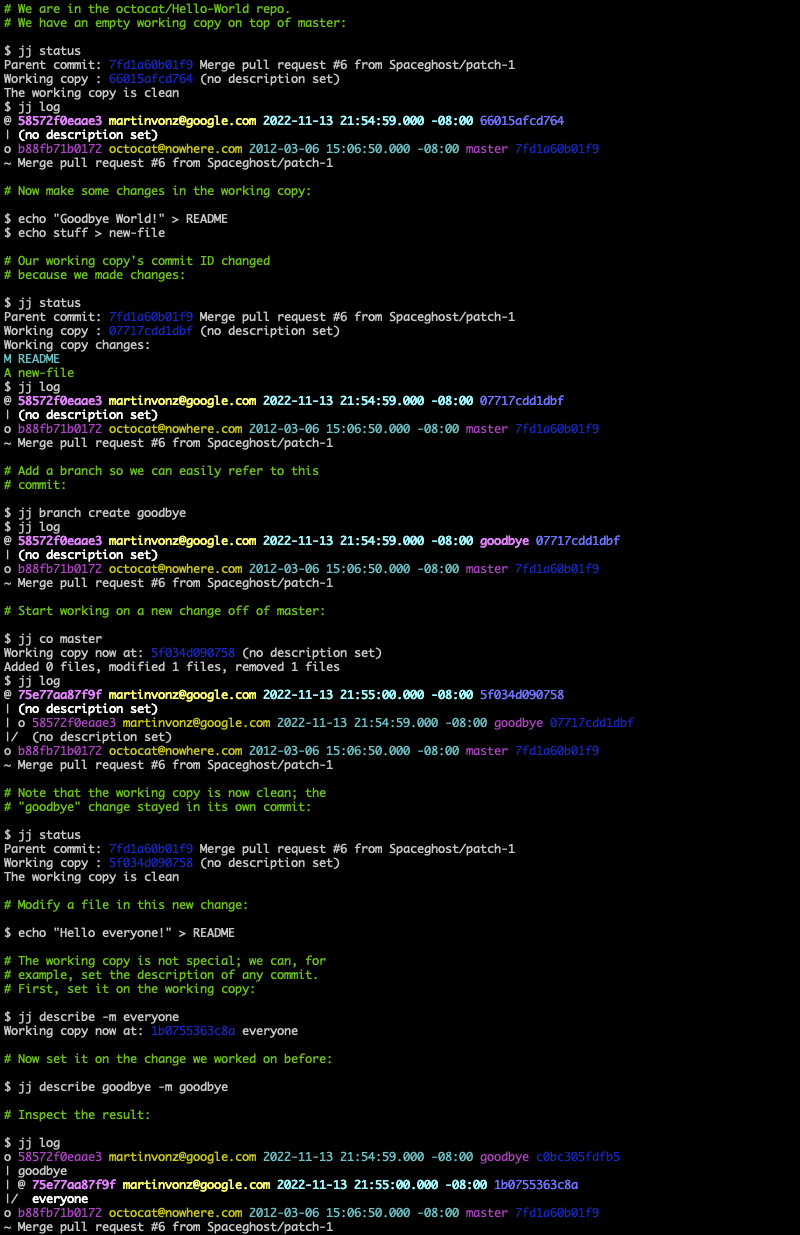 # We are in the octocat/Hello-World repo.
# We have an empty working copy on top of master:
$ jj status
Parent commit: 7fd1a60b01f9 Merge pull request #6 from Spaceghost/patch-1
Working copy : 66015afcd764 (no description set)
The working copy is clean
$ jj log
@ 58572f0eaae3 martinvonz@google.com 2022-11-13 21:54:59.000 -08:00 66015afcd764
| (no description set)
o b88fb71b0172 octocat@nowhere.com 2012-03-06 15:06:50.000 -08:00 master 7fd1a60b01f9
~ Merge pull request #6 from Spaceghost/patch-1
# Now make some changes in the working copy:
$ echo "Goodbye World!" > README
$ echo stuff > new-file
# Our working copy's commit ID changed
# because we made changes:
$ jj status
Parent commit: 7fd1a60b01f9 Merge pull request #6 from Spaceghost/patch-1
Working copy : 07717cdd1dbf (no description set)
Working copy changes:
M README
A new-file
$ jj log
@ 58572f0eaae3 martinvonz@google.com 2022-11-13 21:54:59.000 -08:00 07717cdd1dbf
| (no description set)
o b88fb71b0172 octocat@nowhere.com 2012-03-06 15:06:50.000 -08:00 master 7fd1a60b01f9
~ Merge pull request #6 from Spaceghost/patch-1
# Add a branch so we can easily refer to this
# commit:
$ jj branch create goodbye
$ jj log
@ 58572f0eaae3 martinvonz@google.com 2022-11-13 21:54:59.000 -08:00 goodbye 07717cdd1dbf
| (no description set)
o b88fb71b0172 octocat@nowhere.com 2012-03-06 15:06:50.000 -08:00 master 7fd1a60b01f9
~ Merge pull request #6 from Spaceghost/patch-1
# Start working on a new change off of master:
$ jj co master
Working copy now at: 5f034d090758 (no description set)
Added 0 files, modified 1 files, removed 1 files
$ jj log
@ 75e77aa87f9f martinvonz@google.com 2022-11-13 21:55:00.000 -08:00 5f034d090758
| (no description set)
| o 58572f0eaae3 martinvonz@google.com 2022-11-13 21:54:59.000 -08:00 goodbye 07717cdd1dbf
|/  (no description set)
o b88fb71b0172 octocat@nowhere.com 2012-03-06 15:06:50.000 -08:00 master 7fd1a60b01f9
~ Merge pull request #6 from Spaceghost/patch-1
# Note that the working copy is now clean; the
# "goodbye" change stayed in its own commit:
$ jj status
Parent commit: 7fd1a60b01f9 Merge pull request #6 from Spaceghost/patch-1
Working copy : 5f034d090758 (no description set)
The working copy is clean
# Modify a file in this new change:
$ echo "Hello everyone!" > README
# The working copy is not special; we can, for
# example, set the description of any commit.
# First, set it on the working copy:
$ jj describe -m everyone
Working copy now at: 1b0755363c8a everyone
# Now set it on the change we worked on before:
$ jj describe goodbye -m goodbye
# Inspect the result:
$ jj log
o 58572f0eaae3 martinvonz@google.com 2022-11-13 21:54:59.000 -08:00 goodbye c0bc305fdfb5
| goodbye
| @ 75e77aa87f9f martinvonz@google.com 2022-11-13 21:55:00.000 -08:00 1b0755363c8a
|/  everyone
o b88fb71b0172 octocat@nowhere.com 2012-03-06 15:06:50.000 -08:00 master 7fd1a60b01f9
~ Merge pull request #6 from Spaceghost/patch-1